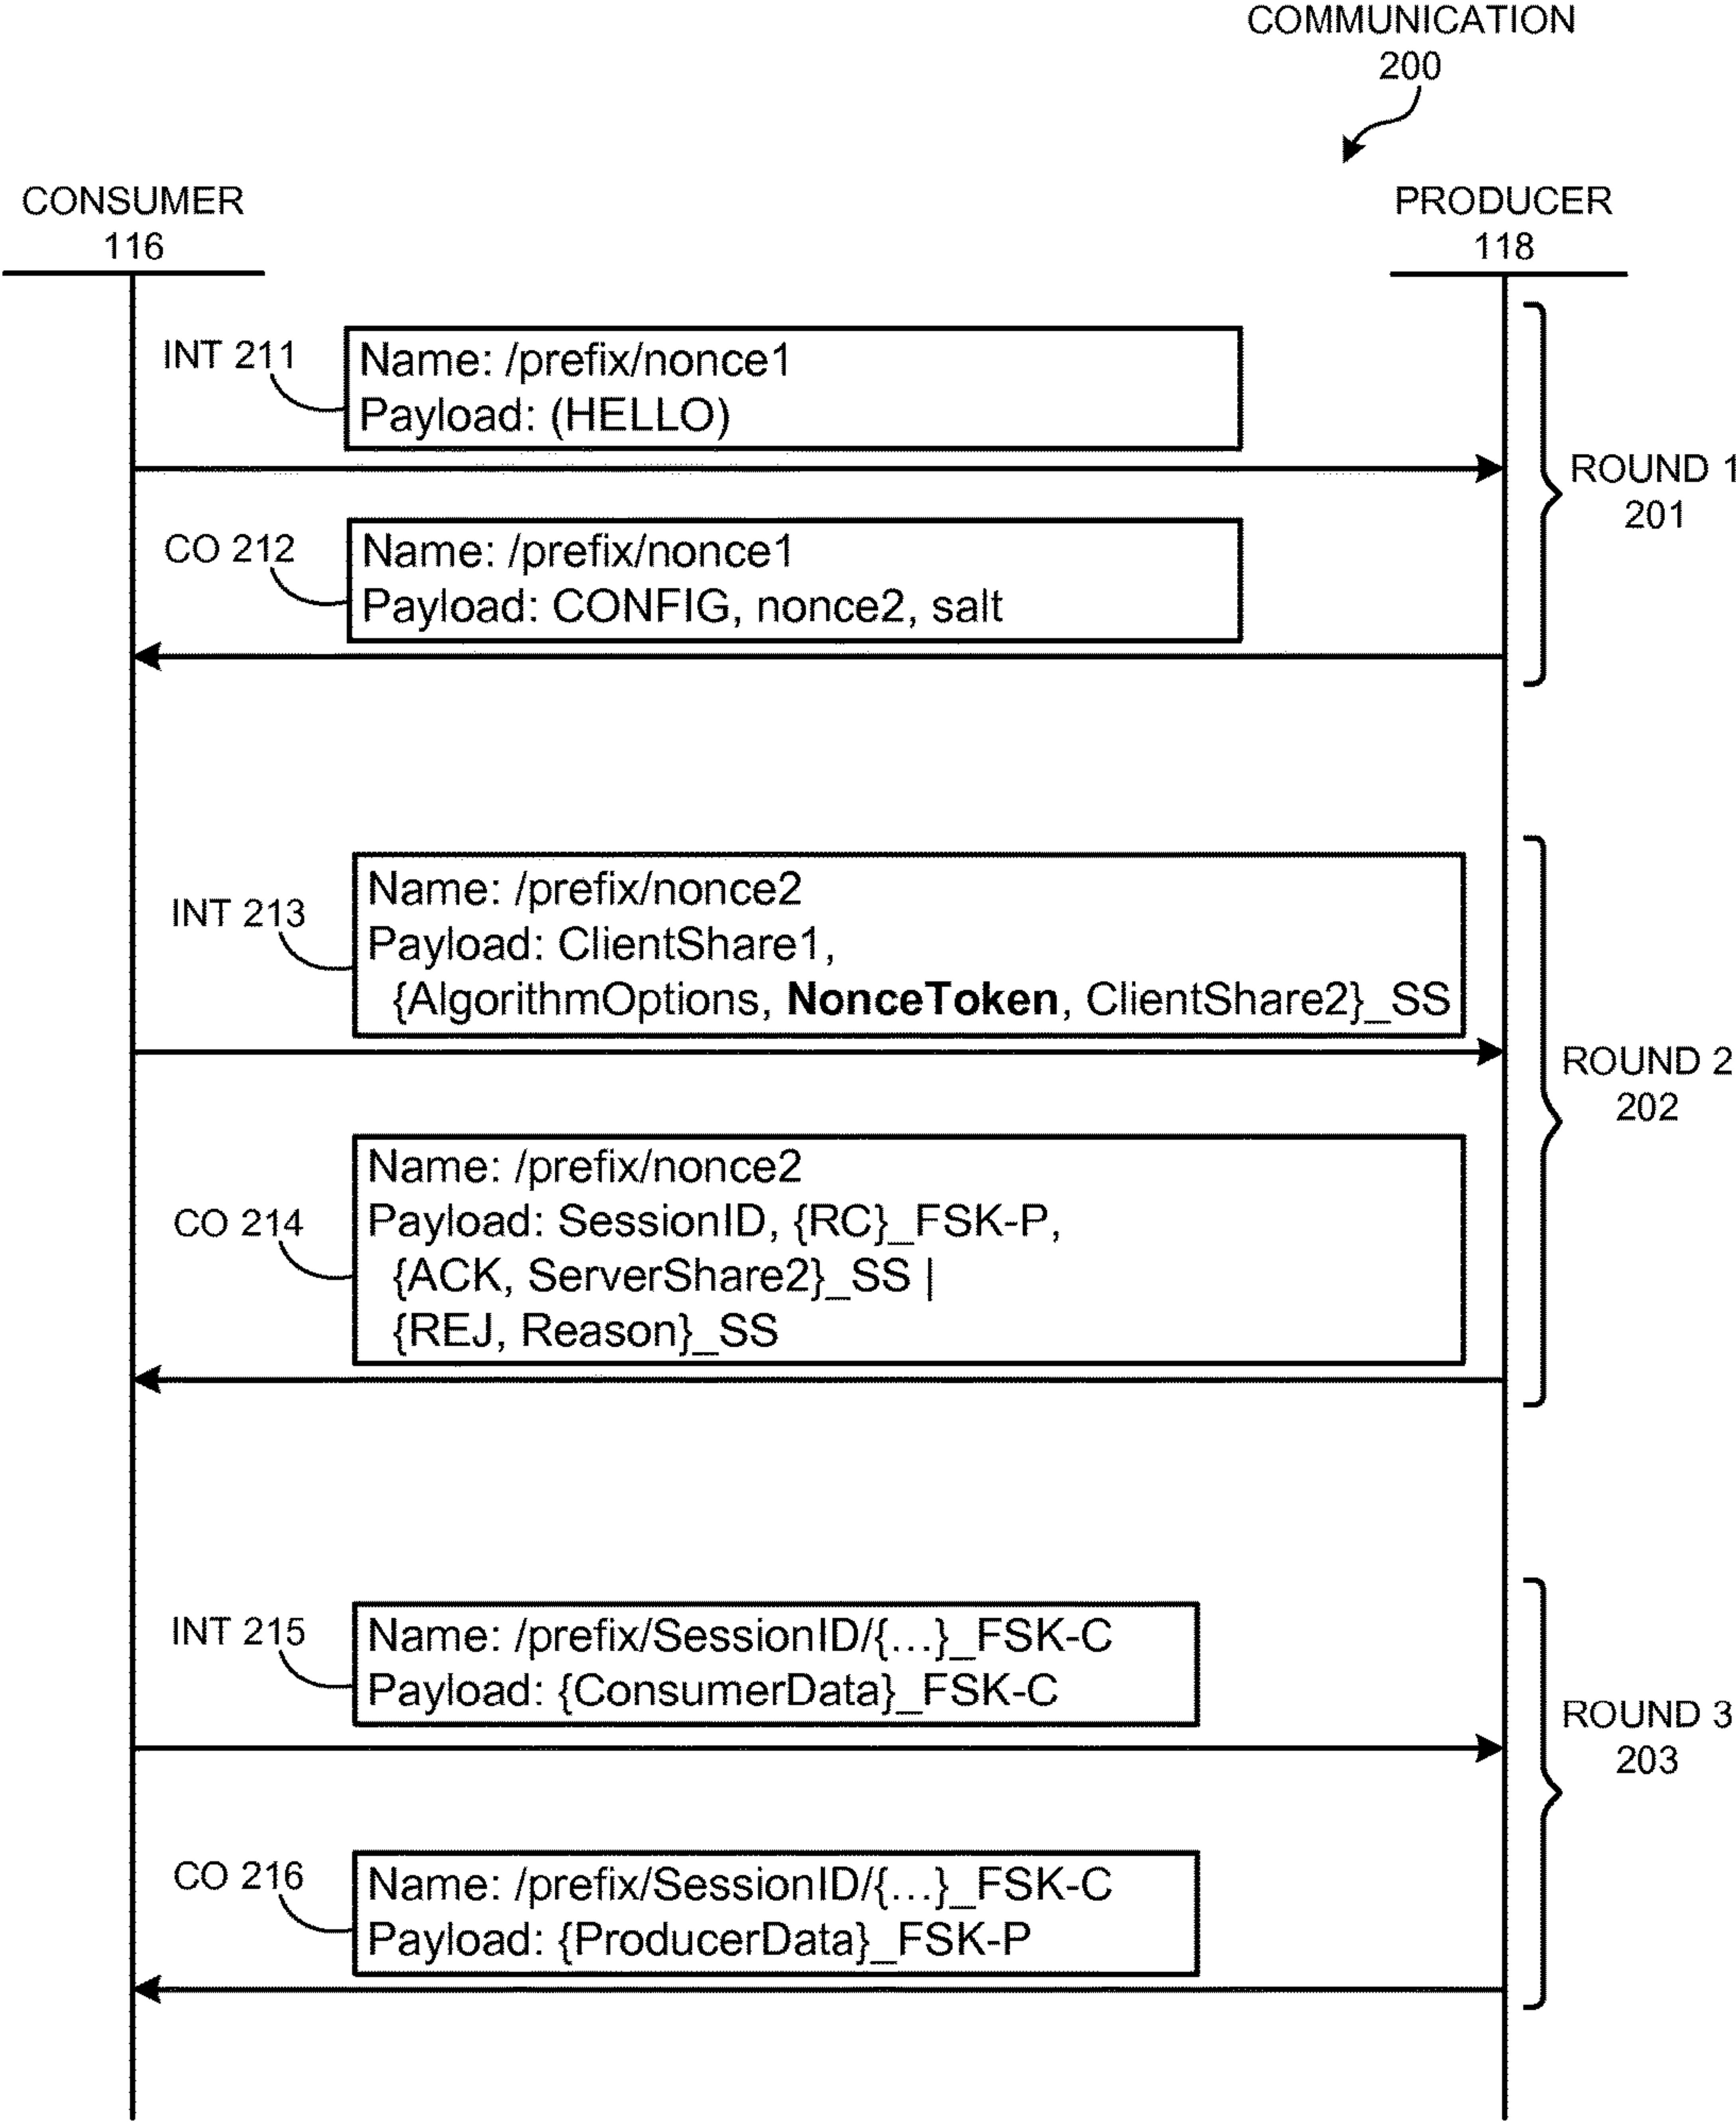 COMMUNICATION
200
CONSUMER
116
PRODUCER
118
INT 211
Name: /prefix/nonce1
Payload: (HELLO)
ROUND 1
201
CO 212
Name: /prefix/nonce1
Payload: CONFIG, nonce2, salt
INT 213
Name: /prefix/nonce2
Payload: ClientShare1,
{AlgorithmOptions, NonceToken, ClientShare2}_SS
ROUND 2
202
CO 214
Name: /prefix/nonce2
Payload: SessionID, {RC}_FSK-P,
{ACK, ServerShare2}_SS |
{REJ, Reason}_SS
INT 215
Name: /prefix/SessionID/{...}_FSK-C
Payload: {ConsumerData}_FSK-C
ROUND 3
203
CO 216
Name: /prefix/SessionID/{...}_FSK-C
Payload: {ProducerData}_FSK-P